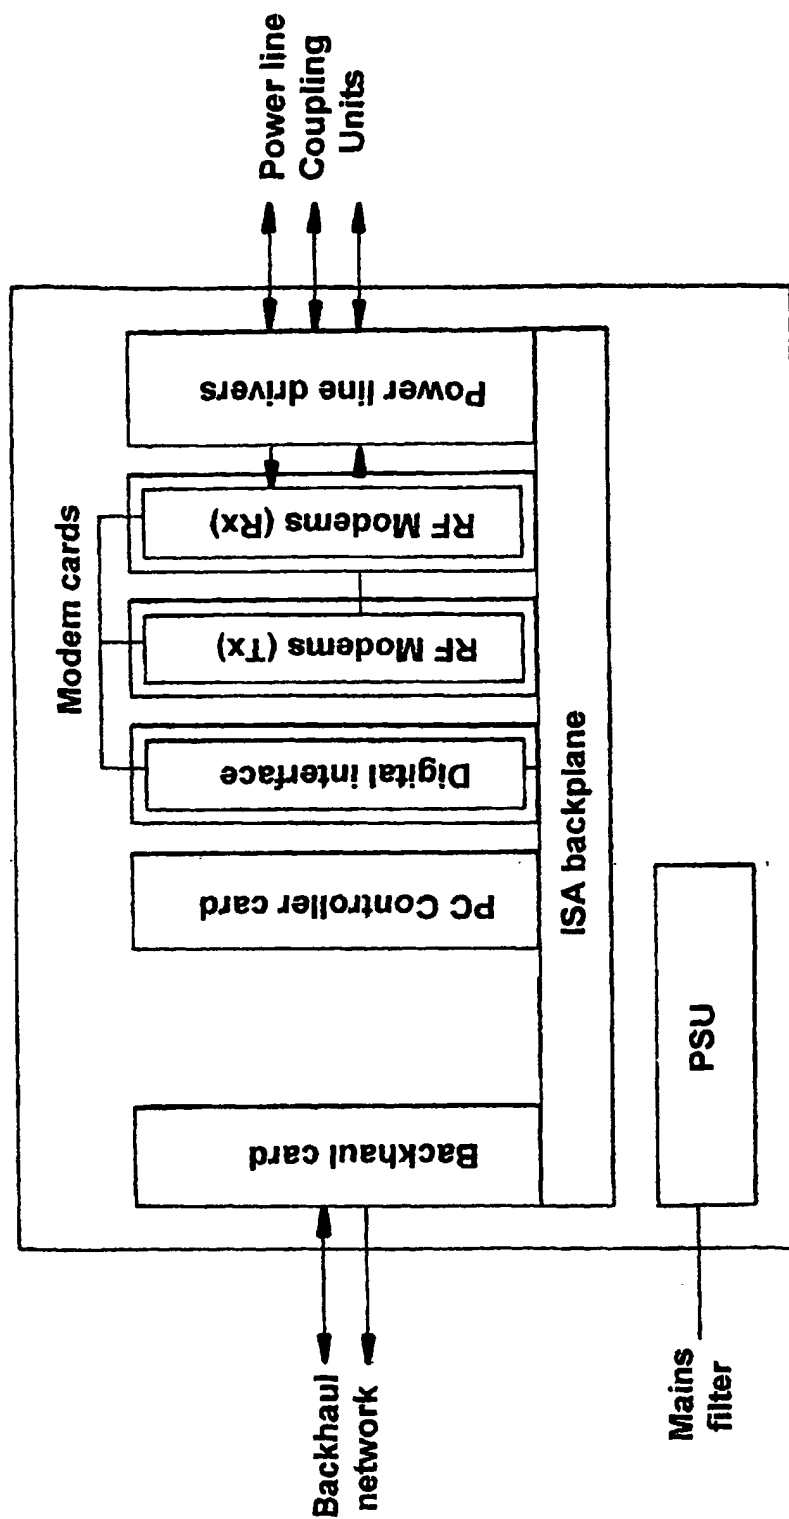 Modem cards
Backhaul card
PC Controller card
Digital interface
RF Modems (Tx)
RF Modems (Rx)
Power line drivers
Backhaul
network
Power line
Coupling
Units
ISA backplane
PSU
Mains
filter